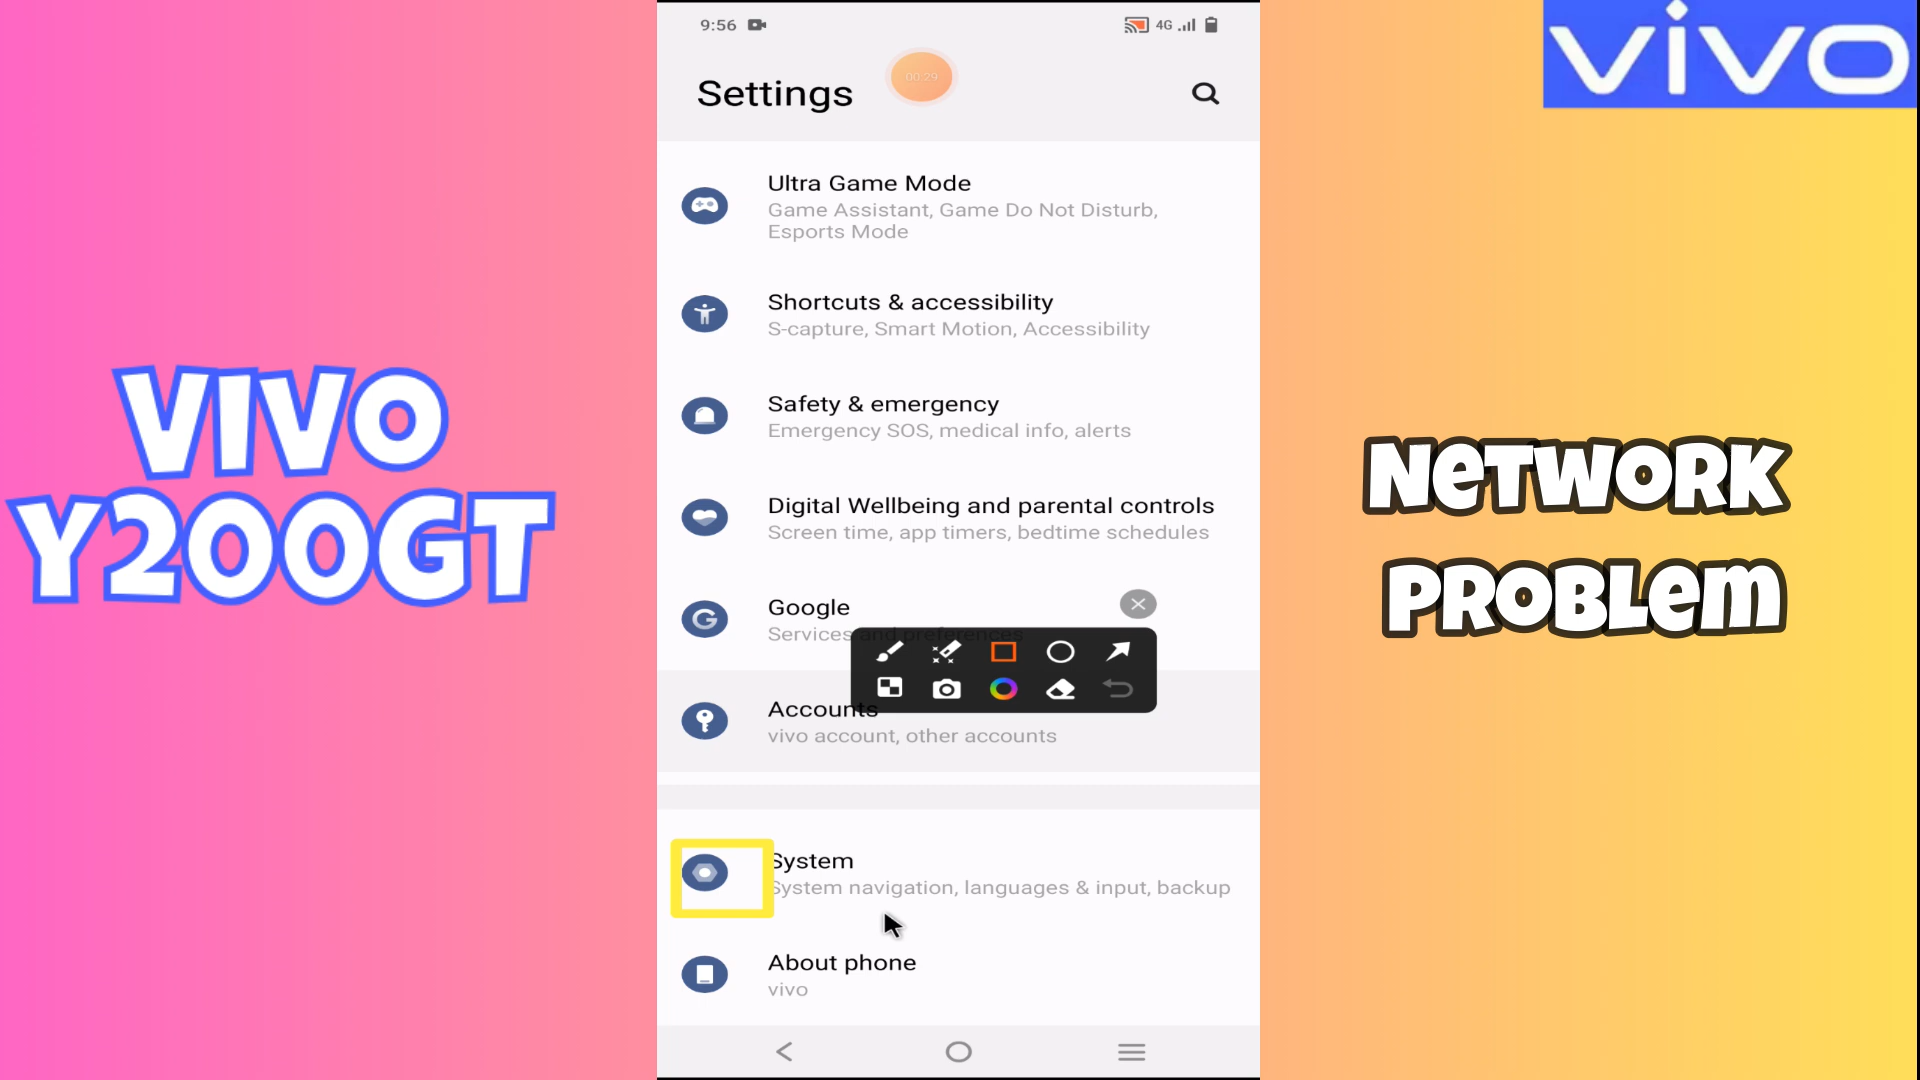 9:56
4G
vivo
Settings
00:29
Ultra Game Mode
Game Assistant, Game Do Not Disturb,
Esports Mode
Shortcuts & accessibility
S-capture, Smart Motion, Accessibility
Safety & emergency
Emergency SOS, medical info, alerts
Digital Wellbeing and parental controls
Screen time, app timers, bedtime schedules
VIVO
Y200GT
NeTWORK
PROBLem
Google
Services and preferences
Accounts
vivo account, other accounts
System
System navigation, languages & input, backup
About phone
vivo